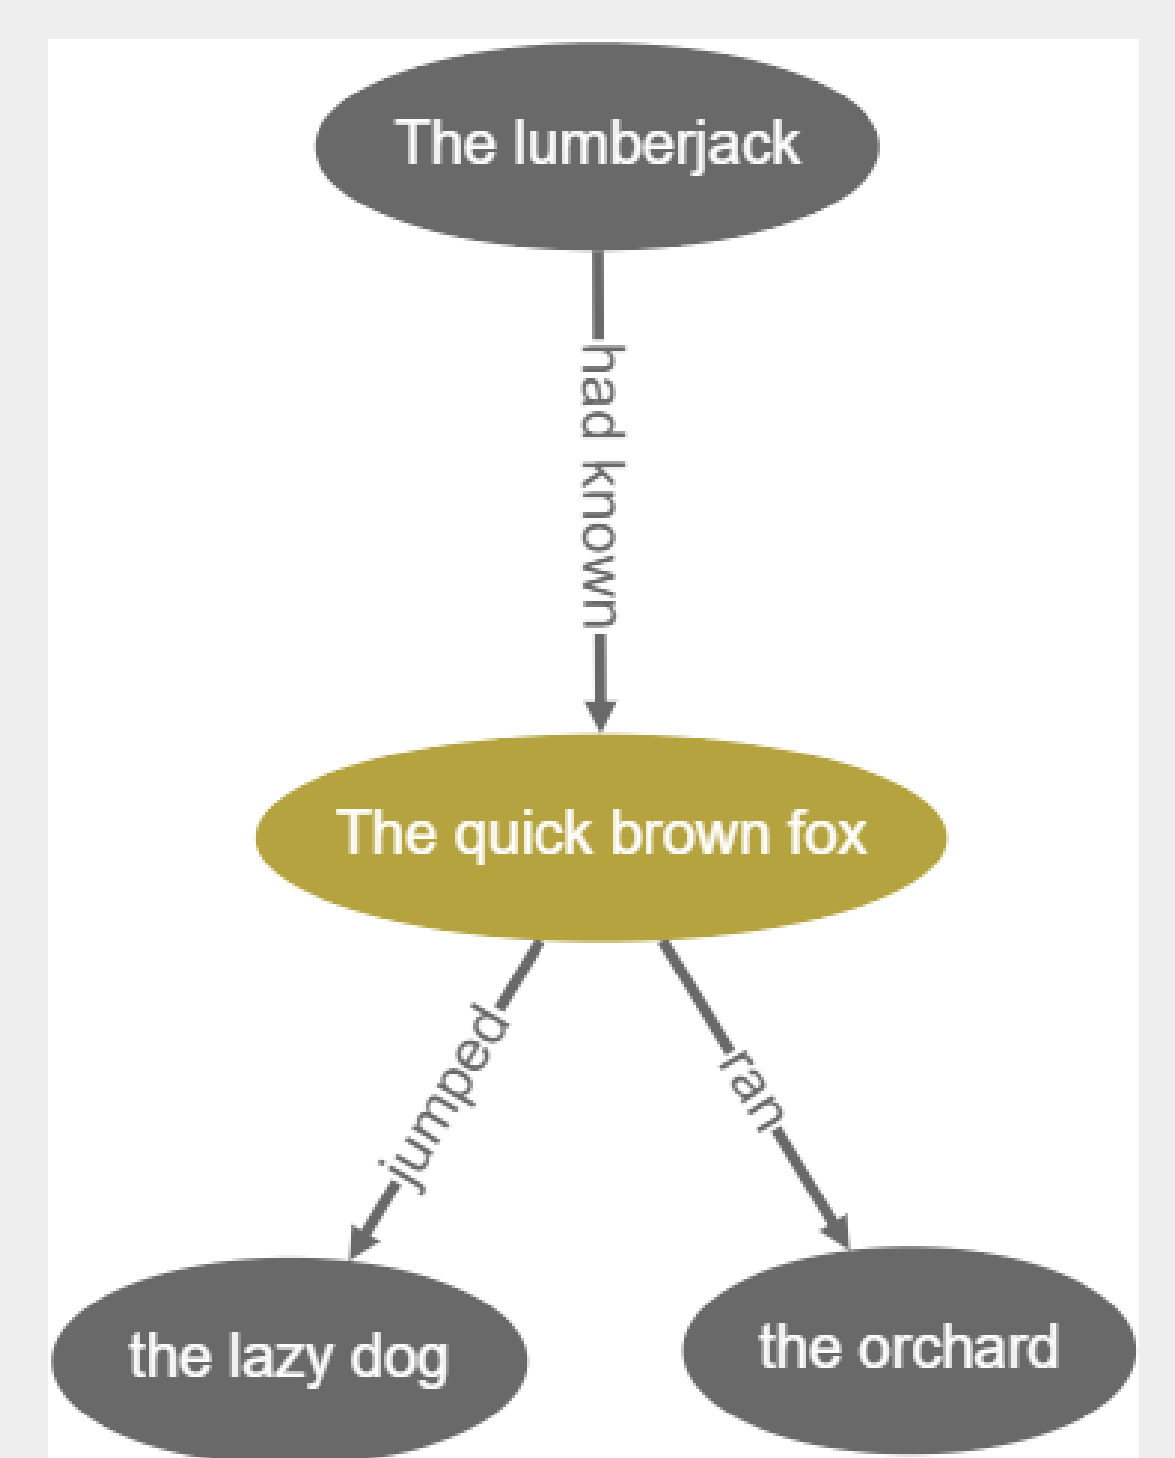 The lumberjack
had known
The quick brown fox
jumped
ran
the lazy dog
the orchard